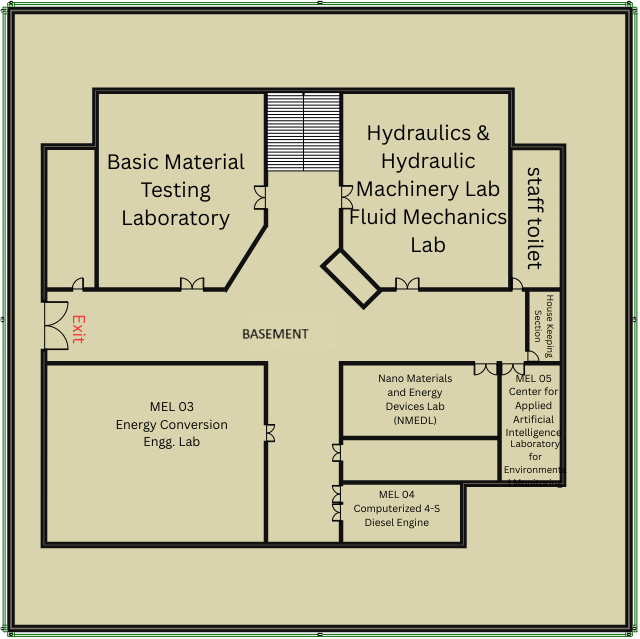 Basic Material
Testing
Laboratory
Hydraulics &
Hydraulic
Machinery Lab
Fluid Mechanics
Lab
staff toilet
House Keeping
Section
Exit
BASEMENT
MEL 03
Energy Conversion
Engg. Lab
Nano Materials
and Energy
Devices Lab
(NMEDL)
MEL 05
Center for
Applied
Artificial
Intelligence
Laboratory
for
Environmental
Monitoring
MEL 04
Computerized 4-S
Diesel Engine